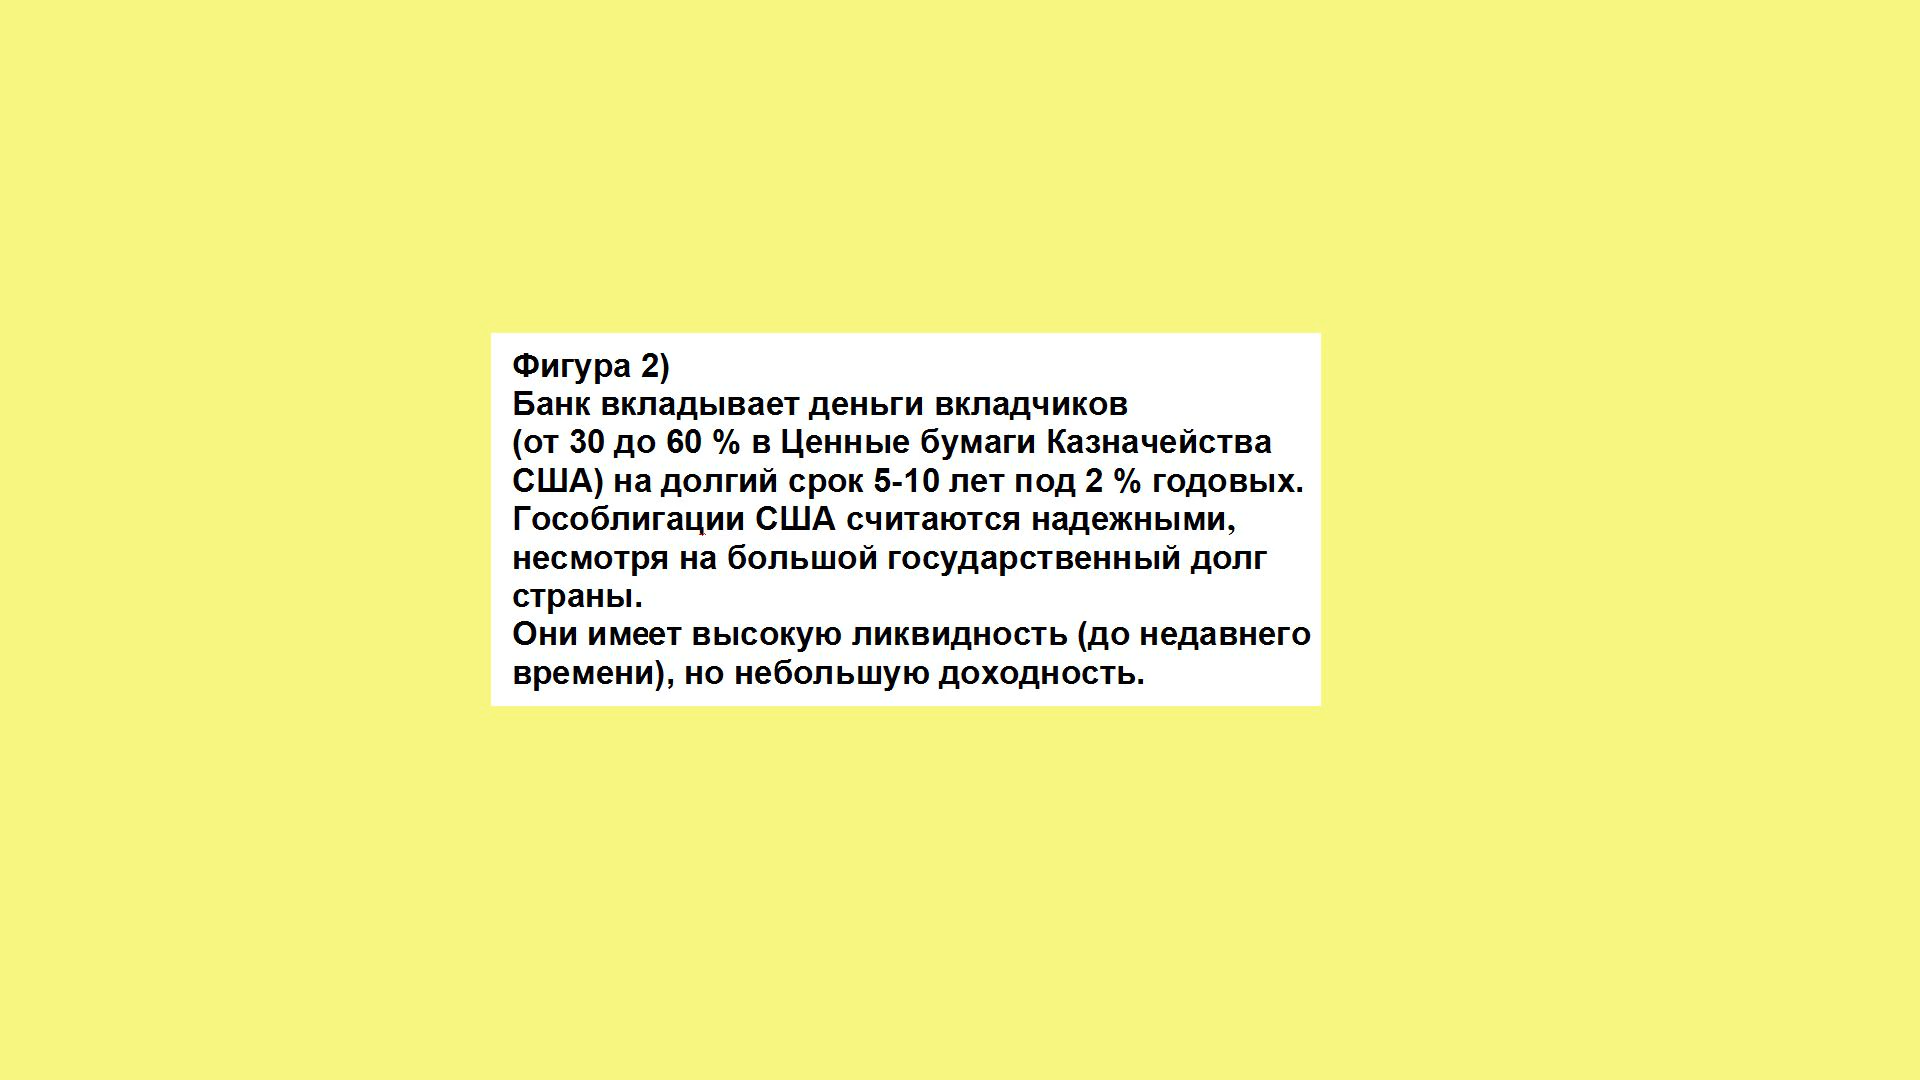 Фигура 2)
Банк вкладывает деньги вкладчиков
(от 30 до 60 % в Ценные бумаги Казначейства
США) на долгий срок 5-10 лет под 2 % годовых.
Гособлигации США считаются надежными,
несмотря на большой государственный долг
страны.
Они имеет высокую ликвидность (до недавнего
времени), но небольшую доходность.